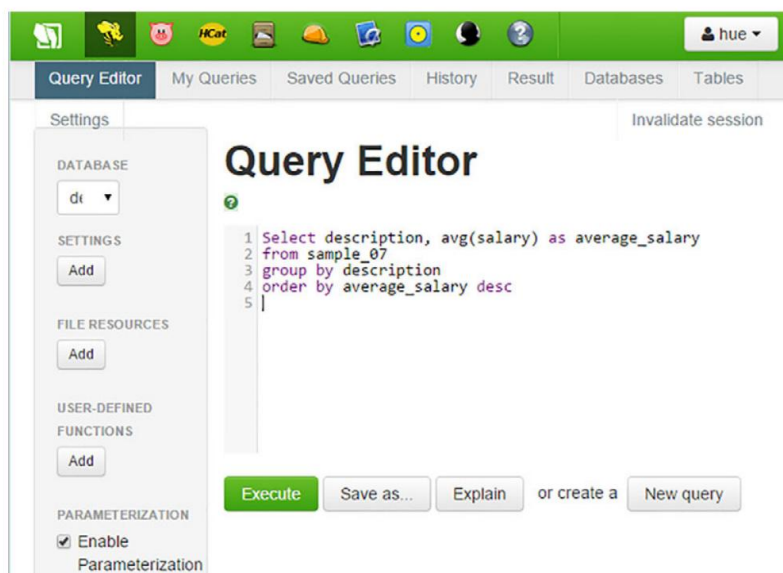 HCat
hue
Query Editor My Queries Saved Queries History Result Databases Tables
Settings Invalidate session
DATABASE
SETTINGS
Add
FILE RESOURCES
Add
USER-DEFINED
FUNCTIONS
Add
PARAMETERIZATION
Enable
Parameterization
Query Editor
?
1 Select description, avg(salary) as average_salary
2 from sample_07
3 group by description
4 order by average_salary desc
5
Execute Save as... Explain or create a New query